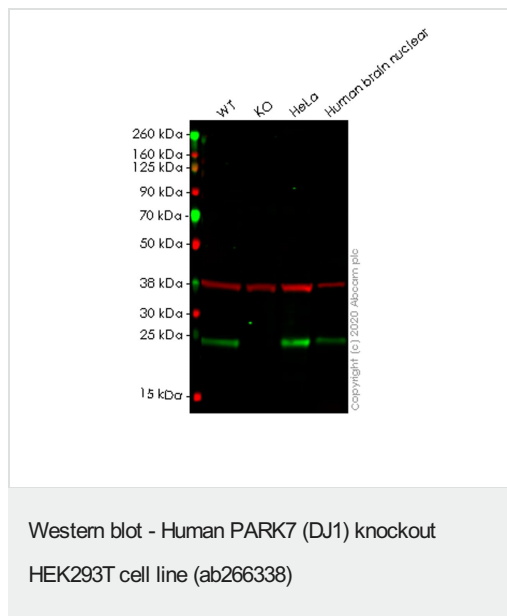 WT
KO
HeLa
Human brain nuclear
260 kDa
160 kDa
125 kDa
90 kDa
70 kDa
50 kDa
38 kDa
30 kDa
25 kDa
15 kDa
Copyright (c) 2020 Abcam plc
Western blot - Human PARK7 (DJ1) knockout
HEK293T cell line (ab266338)